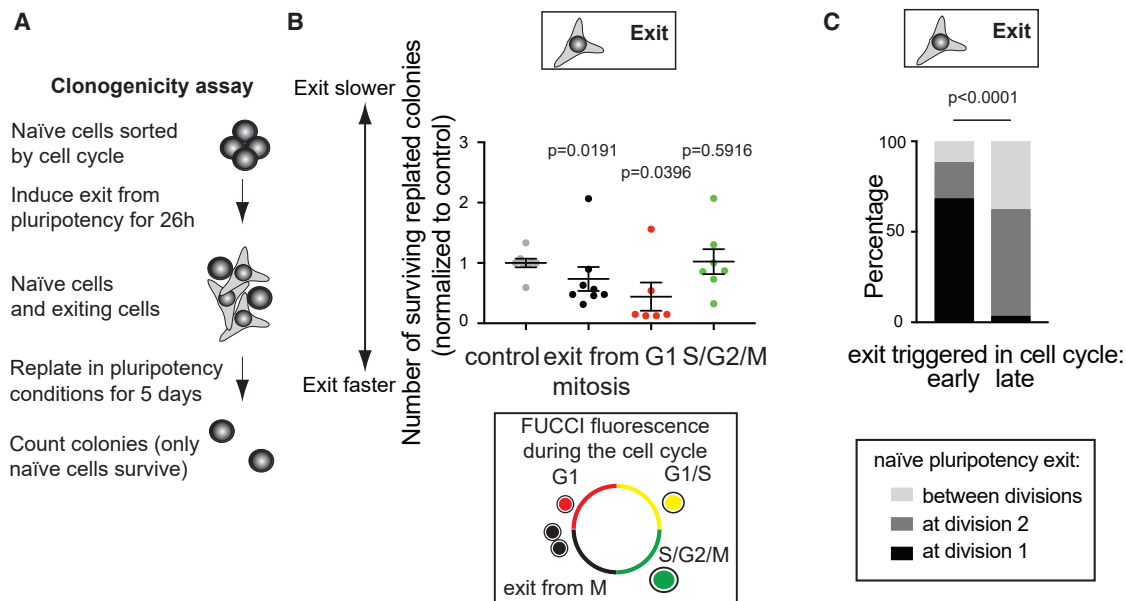 A
Clonogenicity assay
Naïve cells sorted
by cell cycle
Induce exit from
pluripotency for 26h
Naïve cells
and exiting cells
Replate in pluripotency
conditions for 5 days
Count colonies (only
naïve cells survive)
B
Exit
Exit slower
Exit faster
Number of surviving replated colonies
(normalized to control)
3
2
1
0
p=0.0191
p=0.0396
p=0.5916
control exit from G1 S/G2/M
mitosis
FUCCI fluorescence
during the cell cycle
G1
G1/S
S/G2/M
exit from M
C
Exit
p<0.0001
Percentage
100
50
0
exit triggered in cell cycle:
early late
naïve pluripotency exit:
between divisions
at division 2
at division 1